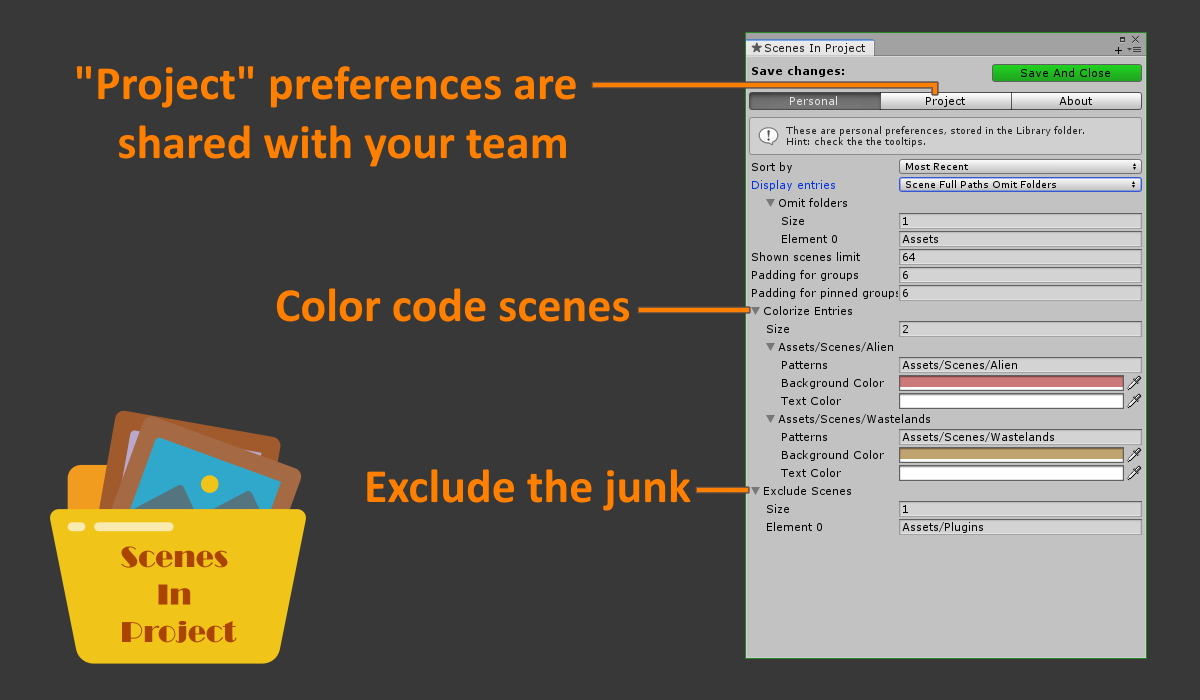 "Project" preferences are
shared with your team
Color code scenes
Exclude the junk
Scenes
In
Project
Scenes In Project
Save changes:
Save And Close
Personal Project About
These are personal preferences, stored in the Library folder.
Hint: check the the tooltips.
Sort by Most Recent
Display entries Scene Full Paths Omit Folders
Omit folders
Size 1
Element 0 Assets
Shown scenes limit 64
Padding for groups 6
Padding for pinned groups 6
Colorize Entries
Size 2
Assets/Scenes/Alien
Patterns Assets/Scenes/Alien
Background Color
Text Color
Assets/Scenes/Wastelands
Patterns Assets/Scenes/Wastelands
Background Color
Text Color
Exclude Scenes
Size 1
Element 0 Assets/Plugins